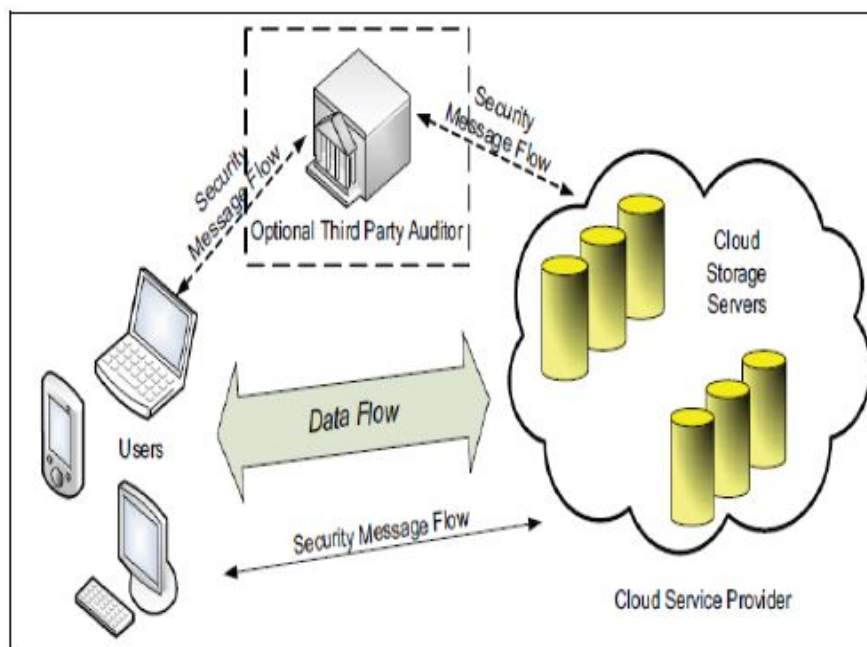 Security
Message Flow
Security
Message Flow
Optional Third Party Auditor
Cloud
Storage
Servers
Data Flow
Users
Security Message Flow
Cloud Service Provider